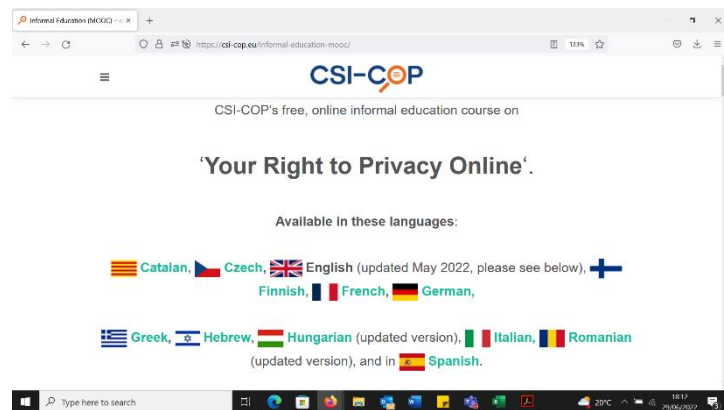 Informal Education (MOOC) – c
https://csi-cop.eu/informal-education-mooc/
133%
CSI-COP
CSI-COP's free, online informal education course on
'Your Right to Privacy Online'.
Available in these languages:
Catalan, Czech, English (updated May 2022, please see below),
Finnish, French, German,
Greek, Hebrew, Hungarian (updated version), Italian, Romanian
(updated version), and in Spanish.
Type here to search
20°C
18:12
29/06/2022